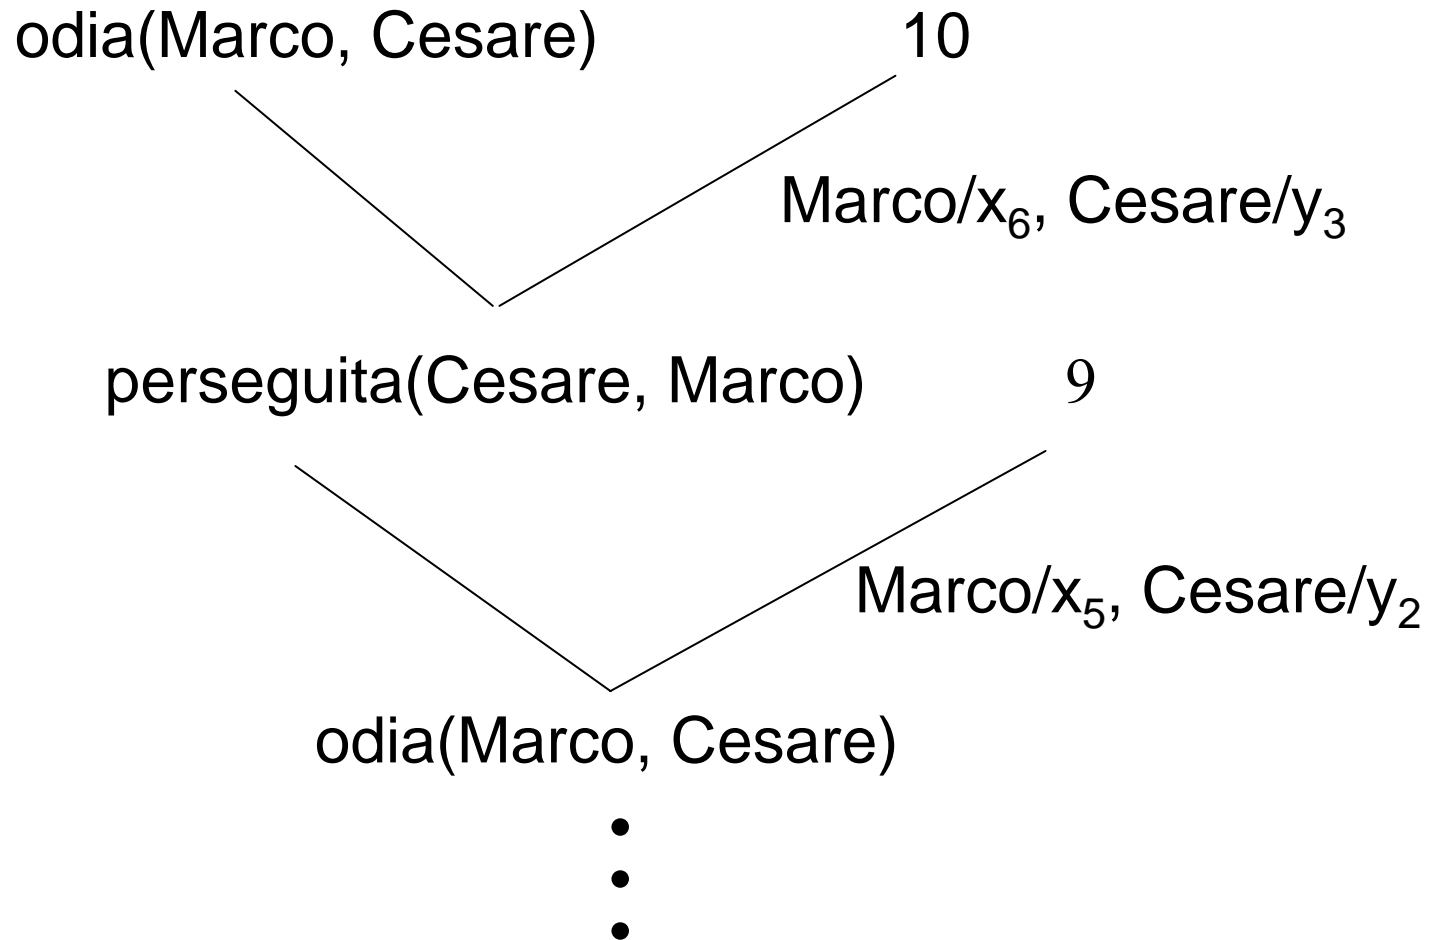 odia(Marco, Cesare) 10
Marco/x₆, Cesare/y₃
perseguita(Cesare, Marco) 9
Marco/x₅, Cesare/y₂
odia(Marco, Cesare)